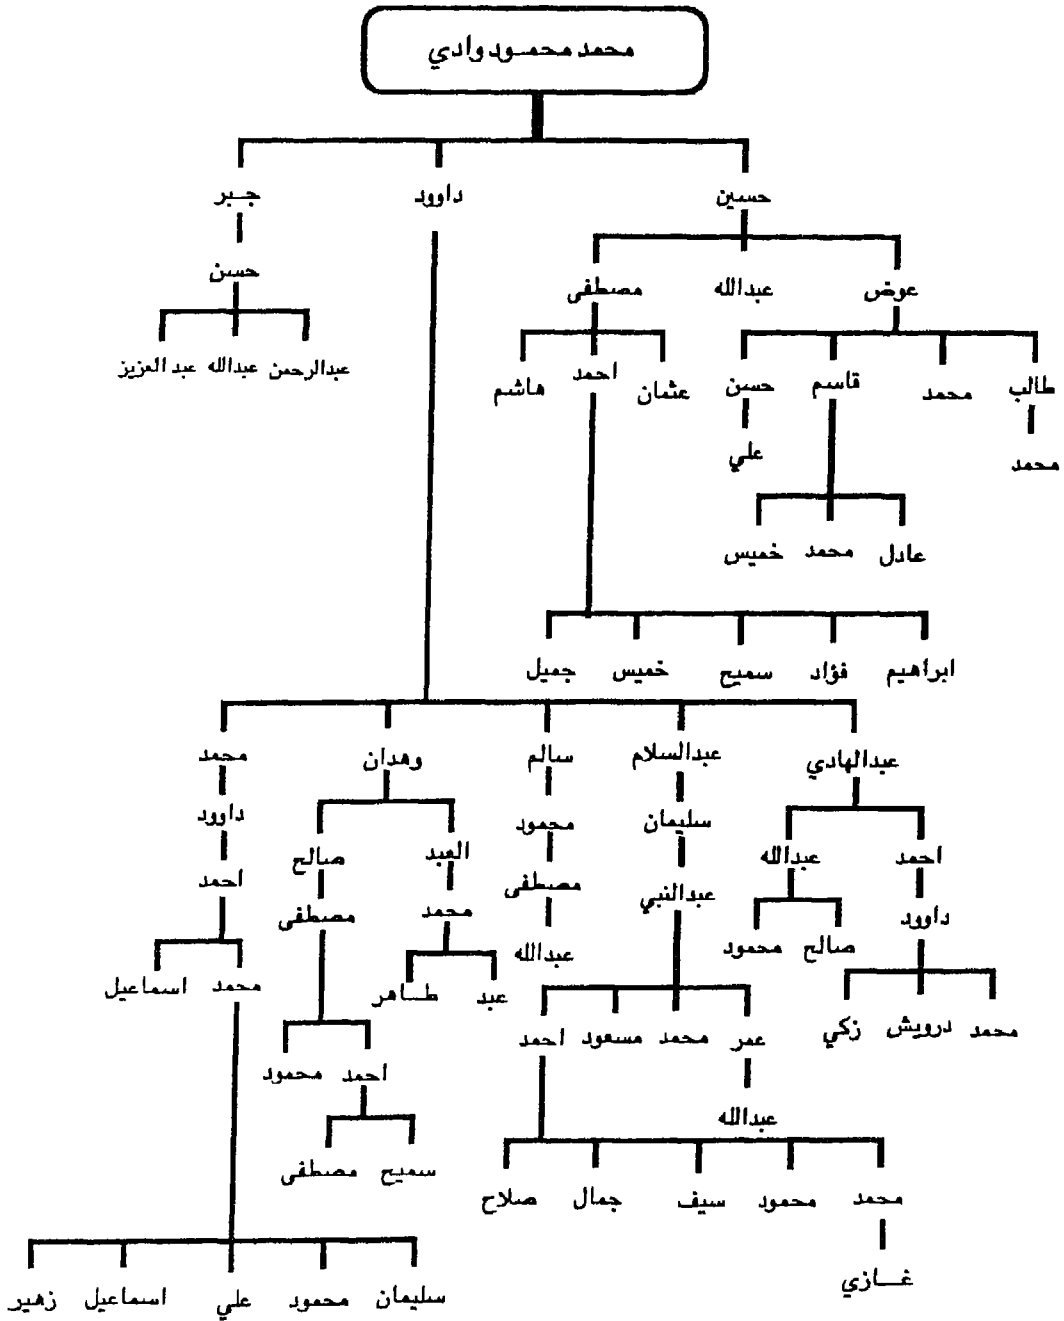 محمد محمود وادي
حسين داوود جبر
عوض عبدالله مصطفى حسن
طالب محمد قاسم حسن عثمان احمد هاشم عبدالرحمن عبدالله عبدالعزيز
محمد علي
عادل محمد خميس
ابراهيم فؤاد سميح خميس جميل
عبدالهادي عبدالسلام سالم وهدان محمد
سليمان محمود داوود
احمد عبدالله العبد صالح
مصطفى احمد
داوود عبدالنبي محمد مصطفى
صالح محمود عبدالله
عبد طاهر محمد اسماعيل
محمد درويش زكي عمر محمد مسعود احمد
احمد محمود
عبدالله
سميح مصطفى
محمد محمود سيف جمال صلاح
غازي
سليمان محمود علي اسماعيل زهير